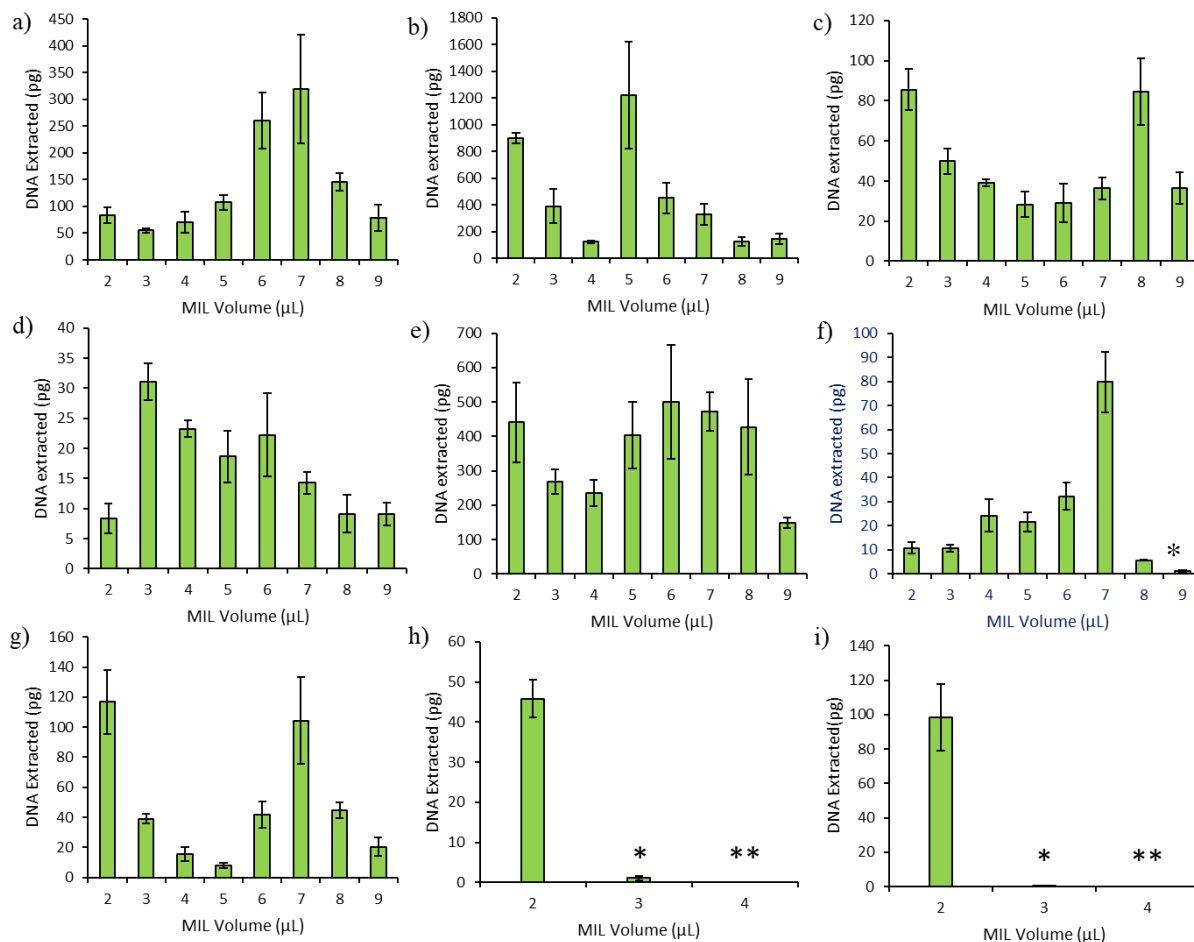 a)
DNA Extracted (pg)
450
400
350
300
250
200
150
100
50
0
2 3 4 5 6 7 8 9
MIL Volume (µL)
b)
DNA extracted (pg)
1800
1600
1400
1200
1000
800
600
400
200
0
2 3 4 5 6 7 8 9
MIL Volume (µL)
c)
DNA extracted (pg)
120
100
80
60
40
20
0
2 3 4 5 6 7 8 9
MIL Volume (µL)
d)
DNA extracted (pg)
40
35
30
25
20
15
10
5
0
2 3 4 5 6 7 8 9
MIL Volume (µL)
e)
DNA extracted (pg)
700
600
500
400
300
200
100
0
2 3 4 5 6 7 8 9
MIL Volume (µL)
f)
DNA extracted (pg)
100
90
80
70
60
50
40
30
20
10
0
*
2 3 4 5 6 7 8 9
MIL Volume (µL)
g)
DNA Extracted (pg)
160
140
120
100
80
60
40
20
0
2 3 4 5 6 7 8 9
MIL Volume (µL)
h)
DNA Extracted (pg)
60
50
40
30
20
10
0
* **
2 3 4
MIL Volume (µL)
i)
DNA Extracted(pg)
140
120
100
80
60
40
20
0
* **
2 3 4
MIL Volume (µL)